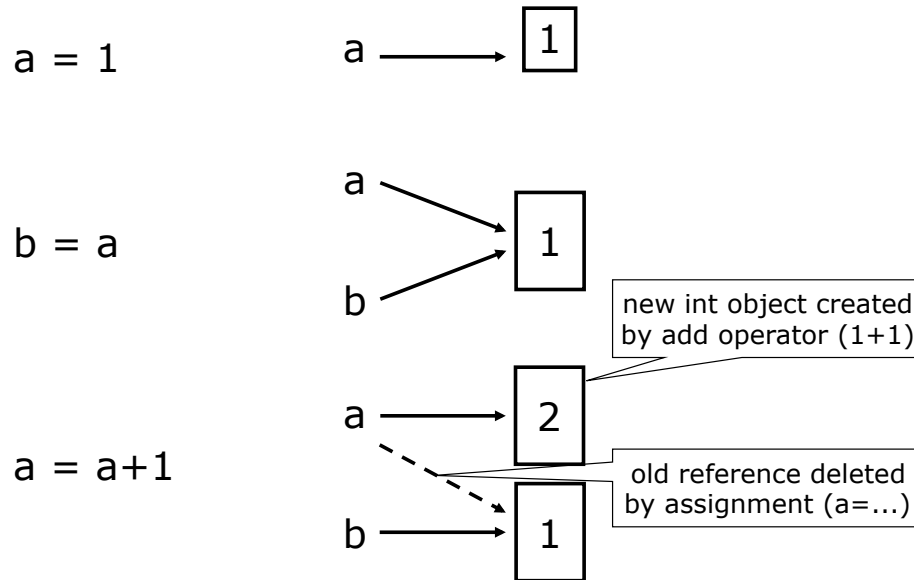 a = 1
a
1
b = a
a
1
b
new int object created
by add operator (1+1)
a = a+1
a
2
old reference deleted
by assignment (a=...)
b
1